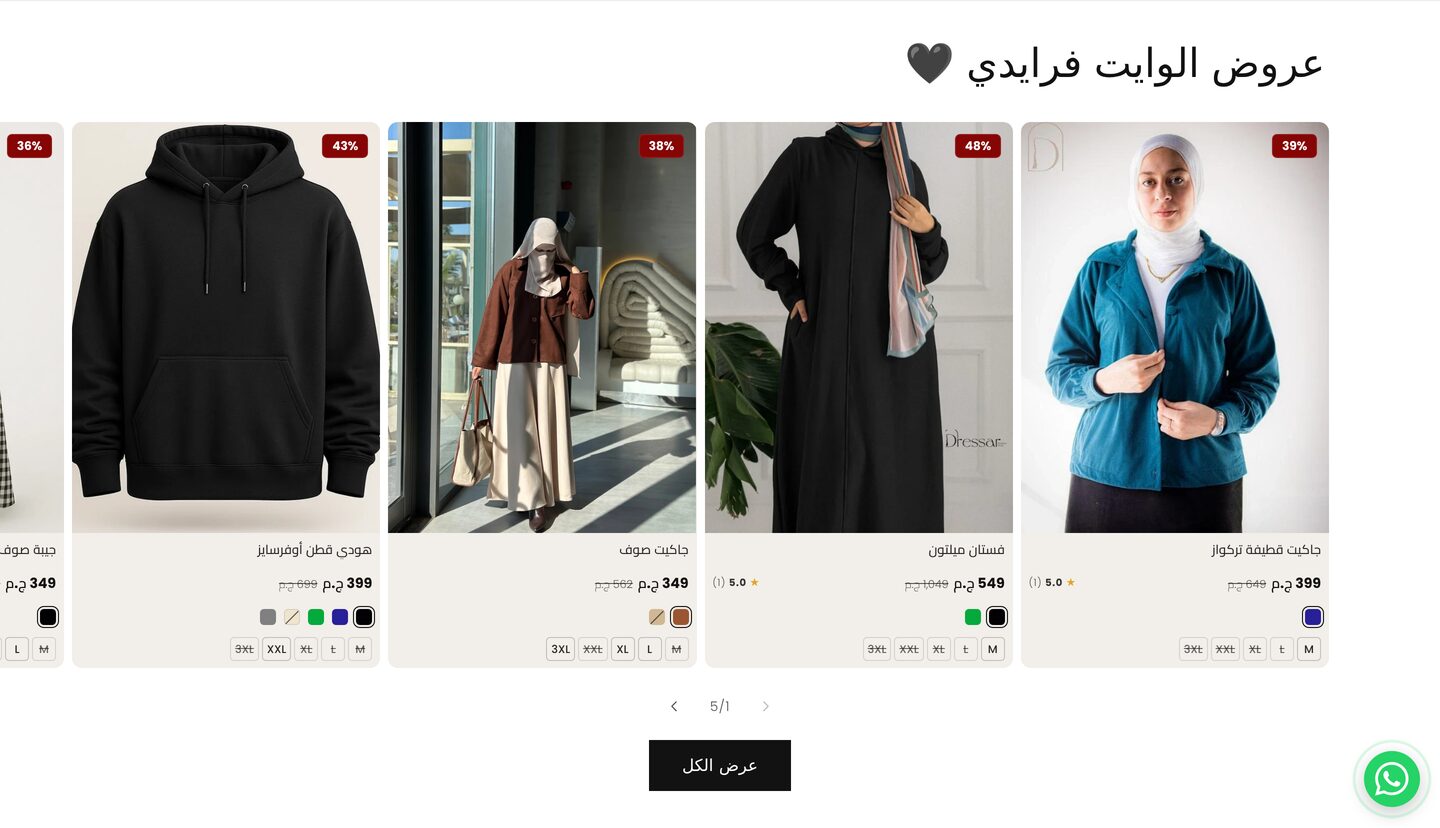 عروض الوايت فرايدي 🖤
39%
جاكيت قطيفة تركواز
399 ج.م 649 ج.م
★ 5.0 (1)
M L XL XXL 3XL
48%
Dressar
فستان ميلتون
549 ج.م 1,049 ج.م
★ 5.0 (1)
M L XL XXL 3XL
38%
جاكيت صوف
349 ج.م 562 ج.م
M L XL XXL 3XL
43%
هودي قطن أوفرسايز
399 ج.م 699 ج.م
M L XL XXL 3XL
36%
جيبة صوف
349 ج.م
M L
5/1
عرض الكل